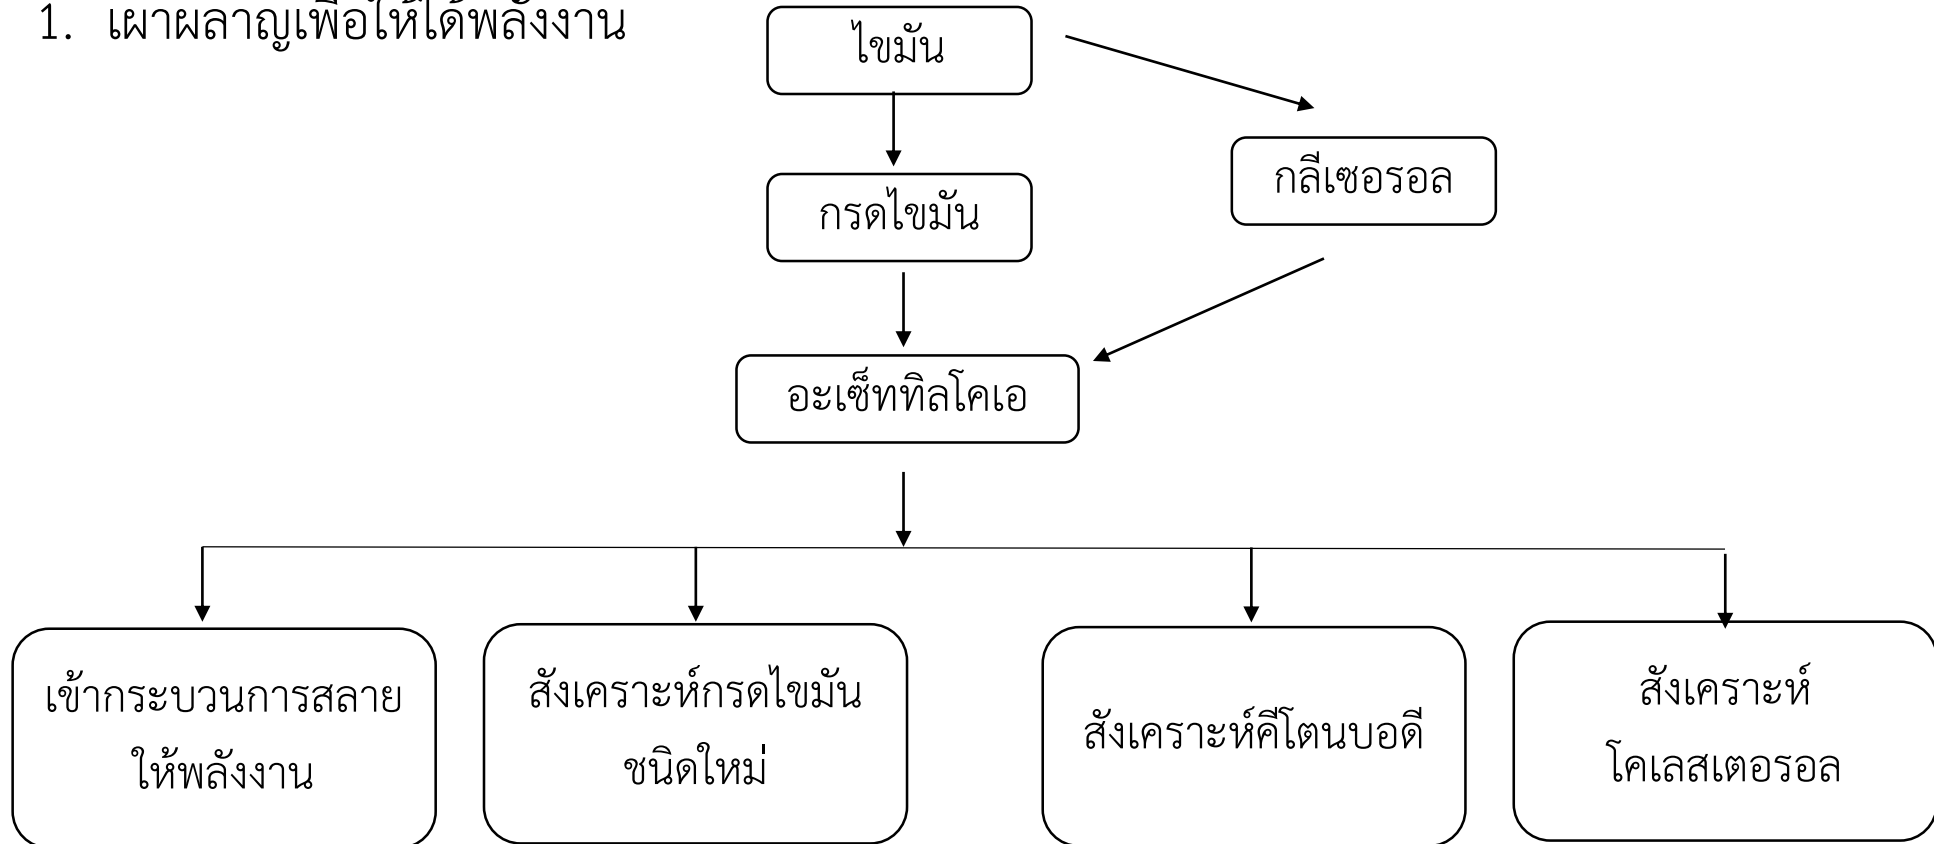 1. เผาผลาญเพื่อให้ได้พลังงาน
ไขมัน
กลีเซอรอล
กรดไขมัน
อะเซ็ททิลโคเอ
เข้ากระบวนการสลาย
ให้พลังงาน
สังเคราะห์กรดไขมัน
ชนิดใหม่
สังเคราะห์คีโตนบอดี
สังเคราะห์
โคเลสเตอรอล